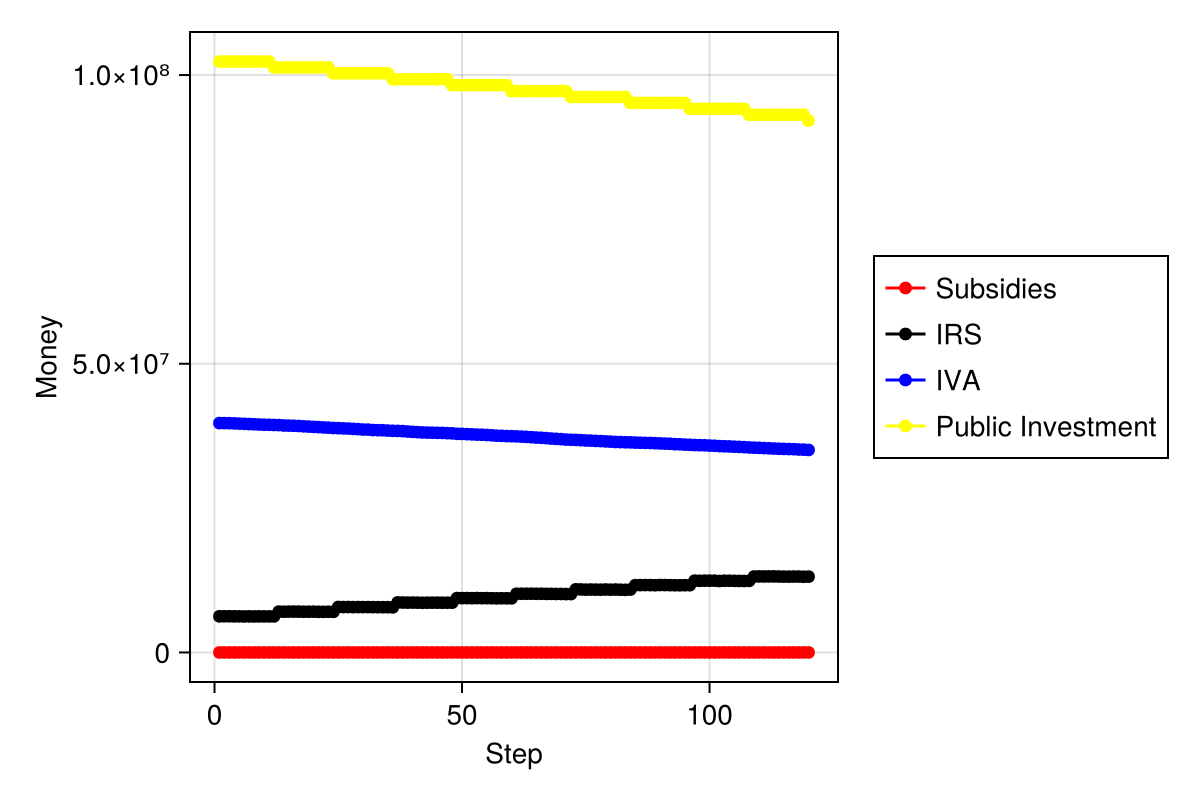 1.0×10⁸
5.0×10⁷
0
Money
0 50 100
Step
Subsidies
IRS
IVA
Public Investment